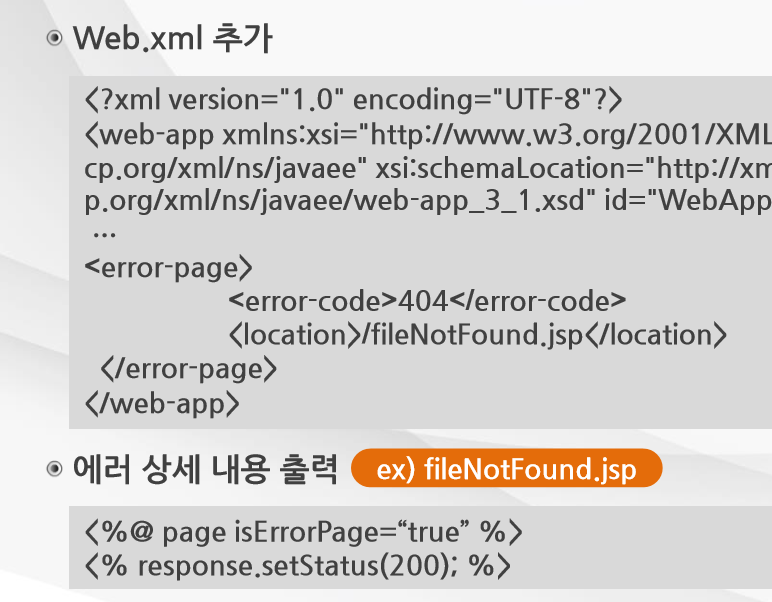 Web.xml 추가
<?xml version="1.0" encoding="UTF-8"?>
<web-app xmlns:xsi="http://www.w3.org/2001/XML
cp.org/xml/ns/javaee" xsi:schemaLocation="http://xm
p.org/xml/ns/javaee/web-app_3_1.xsd" id="WebApp
...
<error-page>
<error-code>404</error-code>
<location>/fileNotFound.jsp</location>
</error-page>
</web-app>
에러 상세 내용 출력 ex) fileNotFound.jsp
<%@ page isErrorPage=“true” %>
<% response.setStatus(200); %>